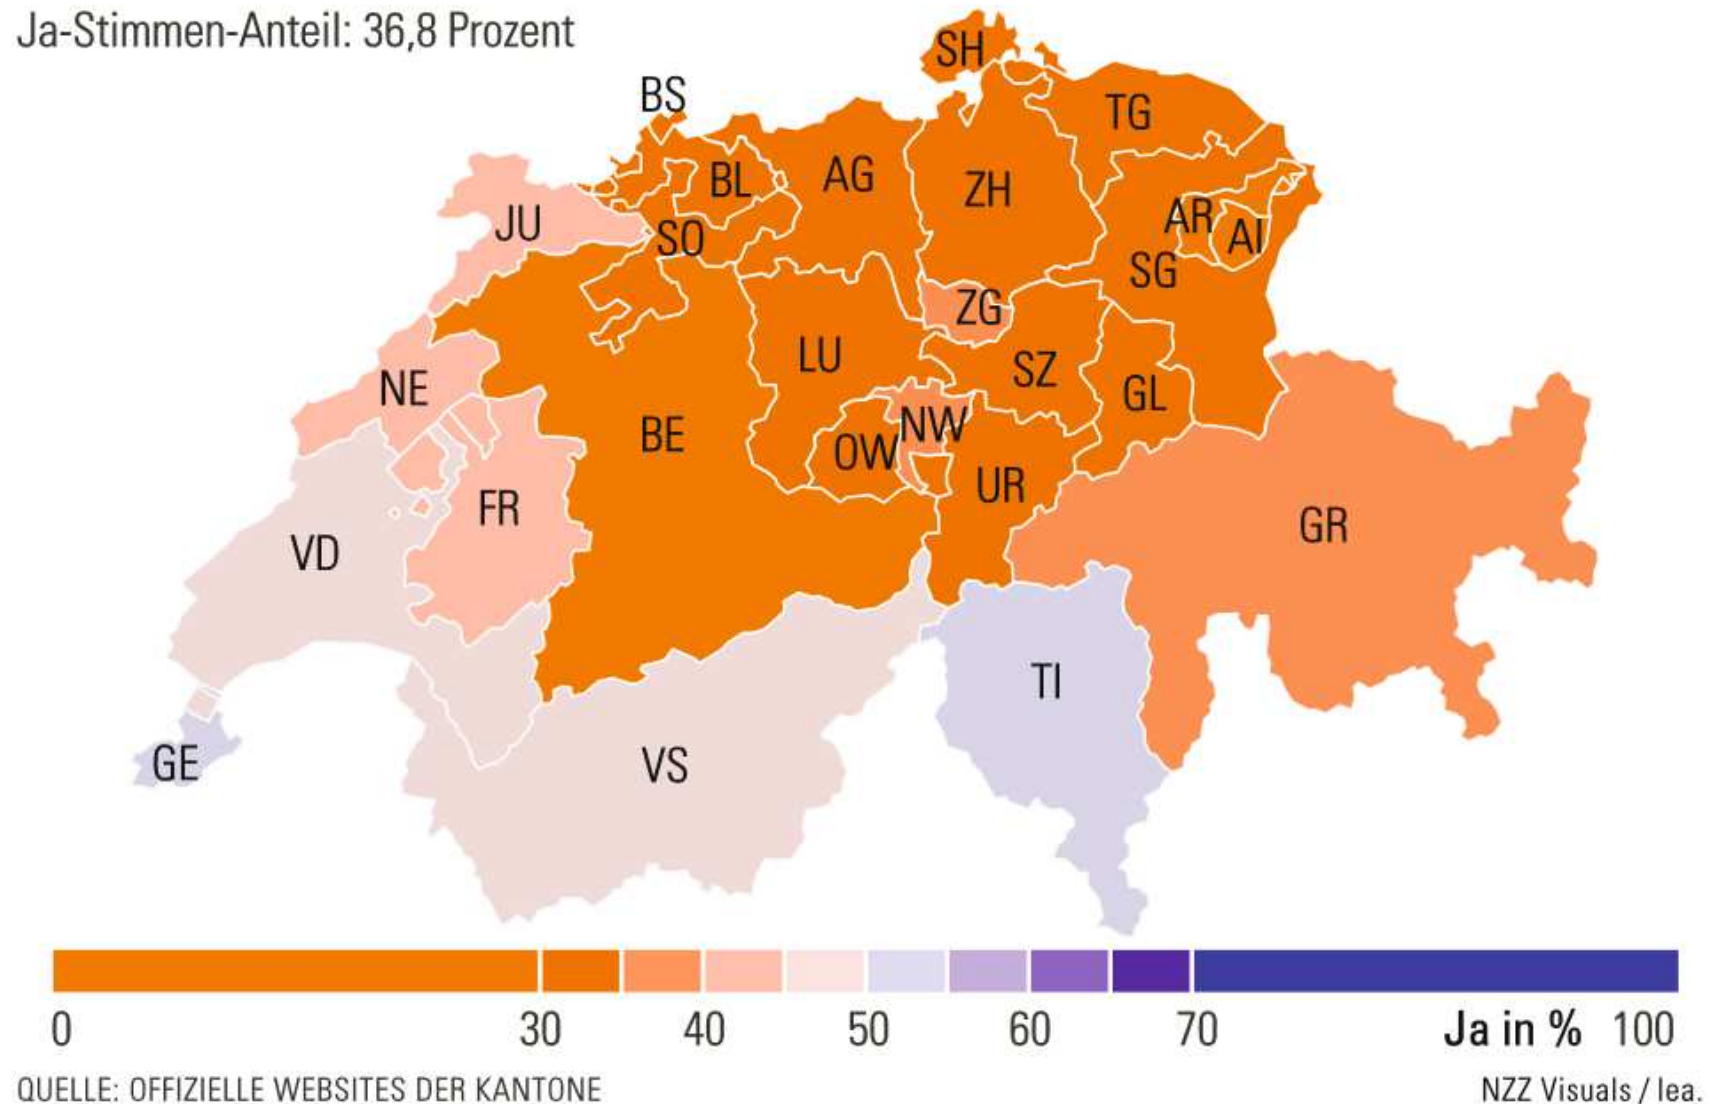 Ja-Stimmen-Anteil: 36,8 Prozent
SH
BS
TG
BL
AG
ZH
JU
SO
AR
AI
SG
ZG
LU
SZ
NE
GL
BE
NW
OW
UR
FR
GR
VD
TI
GE
VS
0 30 40 50 60 70 Ja in % 100
QUELLE: OFFIZIELLE WEBSITES DER KANTONE
NZZ Visuals / lea.